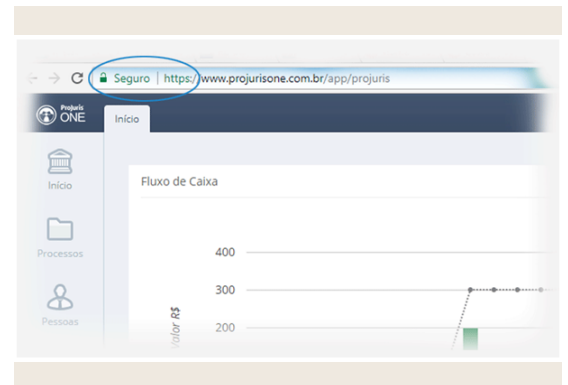 Seguro | https://www.projurisone.com.br/app/projuris
Projuris
ONE
Início
Início
Fluxo de Caixa
Processos
400
300
Pessoas
Valor R$
200